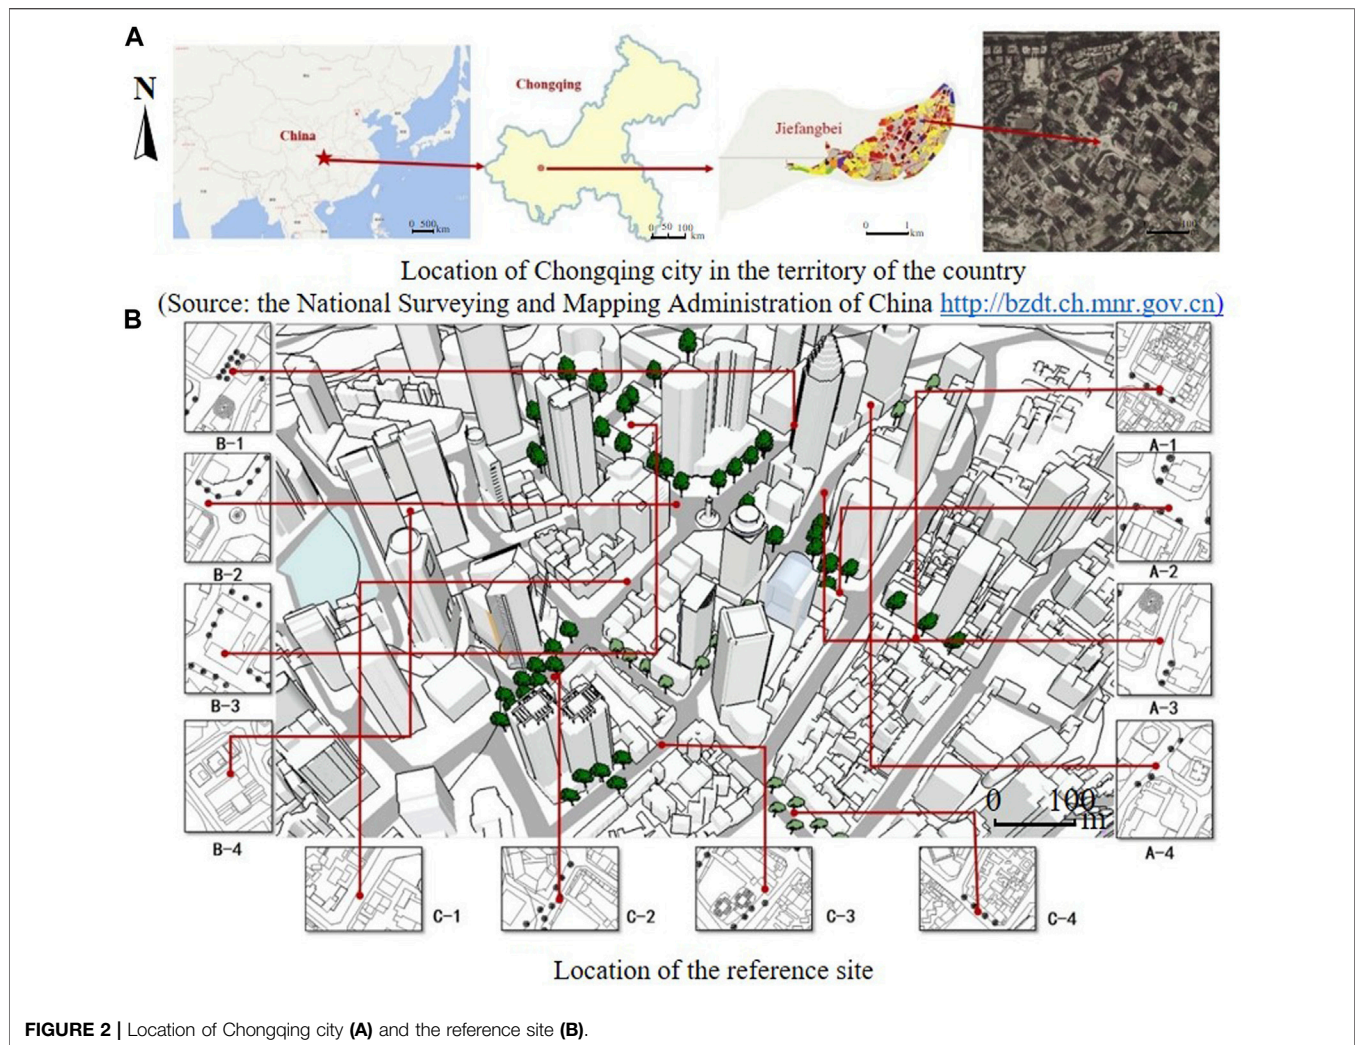 A
N
China
0 500 km
Chongqing
0 50 100 km
Jiefangbei
0 1 km
100
Location of Chongqing city in the territory of the country
(Source: the National Surveying and Mapping Administration of China http://bzdt.ch.mnr.gov.cn)
B
B-1
B-2
B-3
B-4
A-1
A-2
A-3
A-4
0 100 m
C-1
C-2
C-3
C-4
Location of the reference site
FIGURE 2 | Location of Chongqing city (A) and the reference site (B).